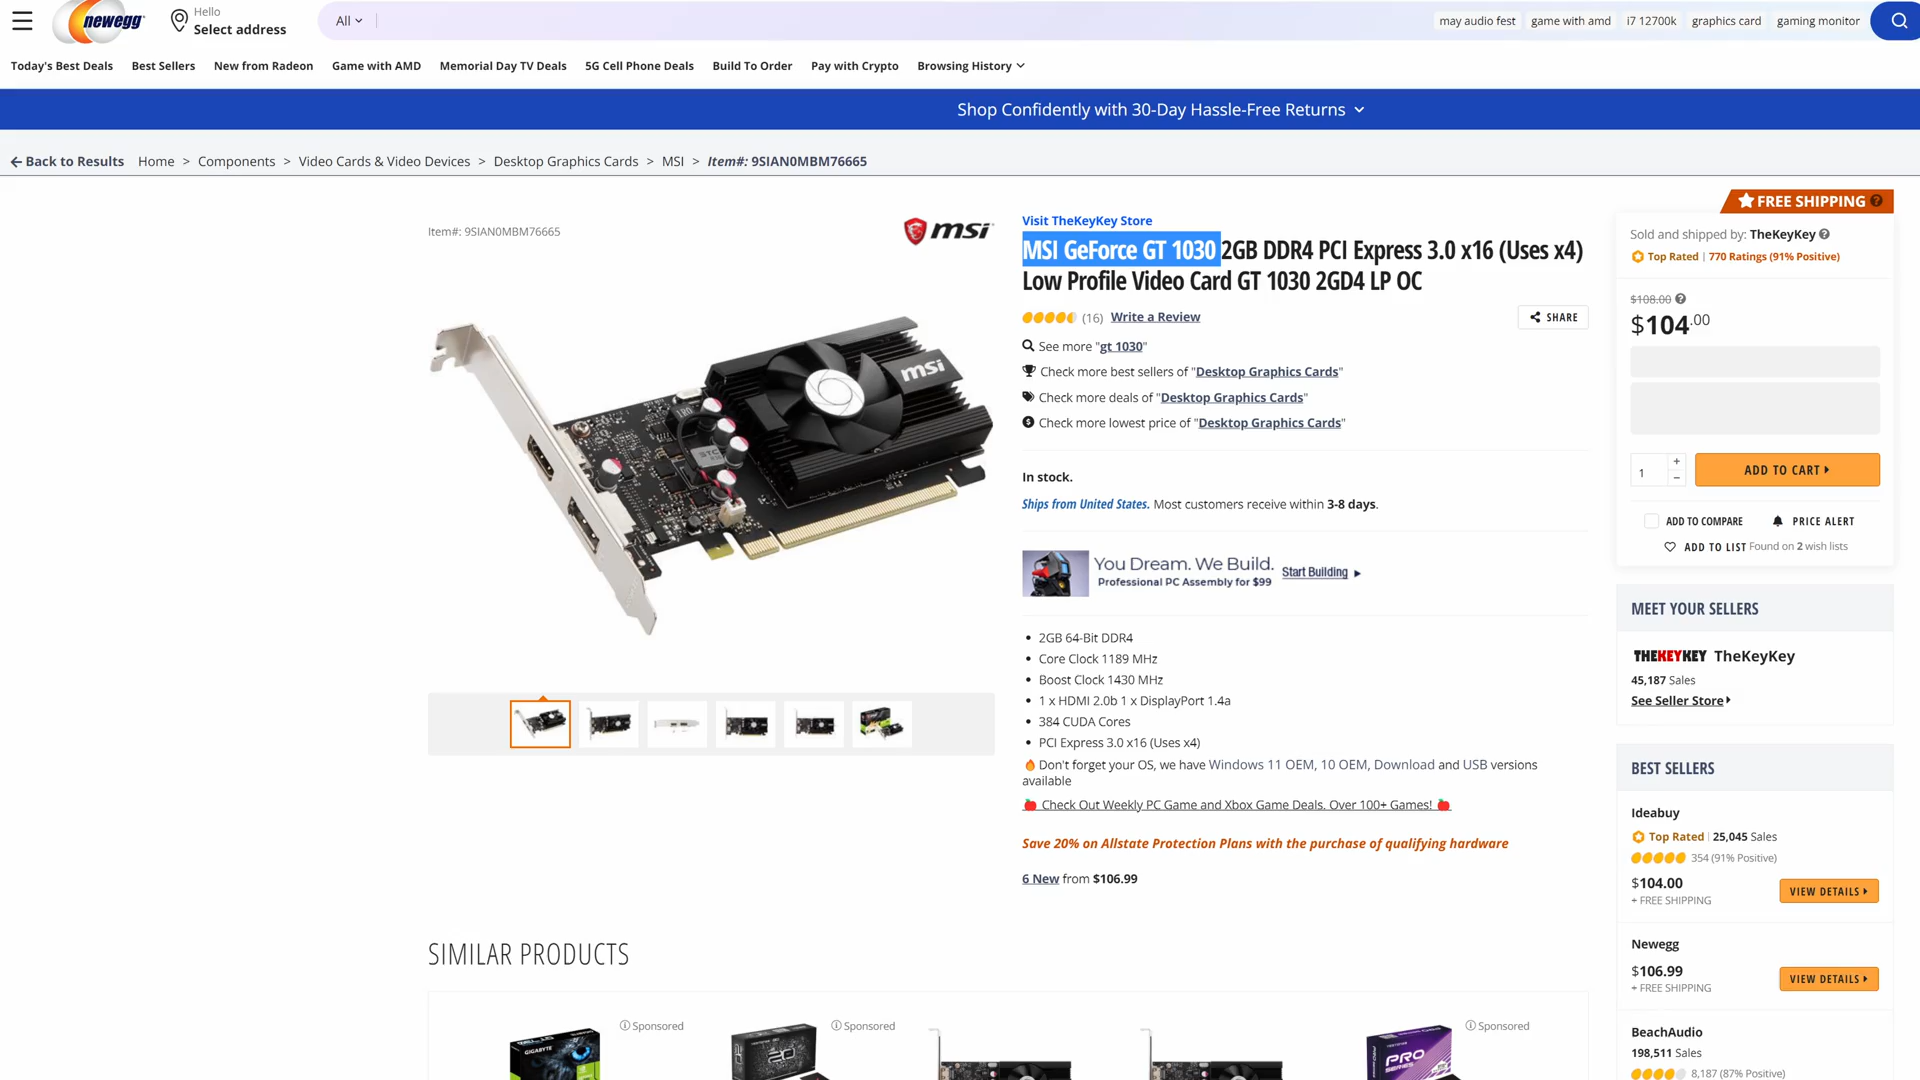 newegg
Hello
Select address
All
may audio fest
game with amd
i7 12700k
graphics card
gaming monitor
Today's Best Deals
Best Sellers
New from Radeon
Game with AMD
Memorial Day TV Deals
5G Cell Phone Deals
Build To Order
Pay with Crypto
Browsing History
Shop Confidently with 30-Day Hassle-Free Returns
Back to Results
Home > Components > Video Cards & Video Devices > Desktop Graphics Cards > MSI > Item#: 9SIAN0MBM76665
Item#: 9SIAN0MBM76665
msi
msi
Visit TheKeyKey Store
MSI GeForce GT 1030 2GB DDR4 PCI Express 3.0 x16 (Uses x4)
Low Profile Video Card GT 1030 2GD4 LP OC
(16) Write a Review
SHARE
See more "gt 1030"
Check more best sellers of "Desktop Graphics Cards"
Check more deals of "Desktop Graphics Cards"
Check more lowest price of "Desktop Graphics Cards"
In stock.
Ships from United States. Most customers receive within 3-8 days.
You Dream. We Build.
Professional PC Assembly for $99
Start Building
• 2GB 64-Bit DDR4
• Core Clock 1189 MHz
• Boost Clock 1430 MHz
• 1 x HDMI 2.0b 1 x DisplayPort 1.4a
• 384 CUDA Cores
• PCI Express 3.0 x16 (Uses x4)
Don't forget your OS, we have Windows 11 OEM, 10 OEM, Download and USB versions
available
Check Out Weekly PC Game and Xbox Game Deals. Over 100+ Games!
Save 20% on Allstate Protection Plans with the purchase of qualifying hardware
6 New from $106.99
FREE SHIPPING
Sold and shipped by: TheKeyKey
Top Rated | 770 Ratings (91% Positive)
$108.00
$104.00
1
ADD TO CART
ADD TO COMPARE
PRICE ALERT
ADD TO LIST Found on 2 wish lists
MEET YOUR SELLERS
THEKEYKEY TheKeyKey
45,187 Sales
See Seller Store
BEST SELLERS
Ideabuy
Top Rated | 25,045 Sales
354 (91% Positive)
$104.00
+ FREE SHIPPING
VIEW DETAILS
Newegg
$106.99
+ FREE SHIPPING
VIEW DETAILS
BeachAudio
198,511 Sales
8,187 (87% Positive)
SIMILAR PRODUCTS
Sponsored
Sponsored
Sponsored
GIGABYTE
20
PRO
SERIES